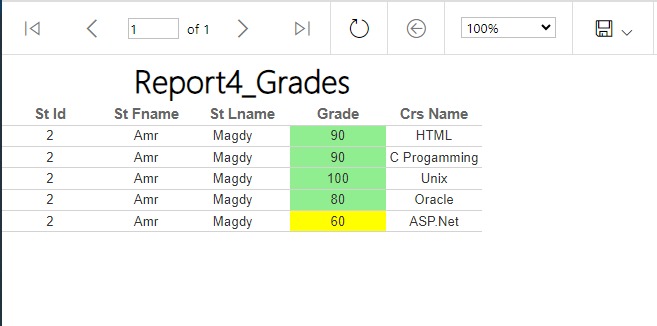 1 of 1 100%
Report4_Grades
St Id St Fname St Lname Grade Crs Name
2 Amr Magdy 90 HTML
2 Amr Magdy 90 C Progamming
2 Amr Magdy 100 Unix
2 Amr Magdy 80 Oracle
2 Amr Magdy 60 ASP.Net